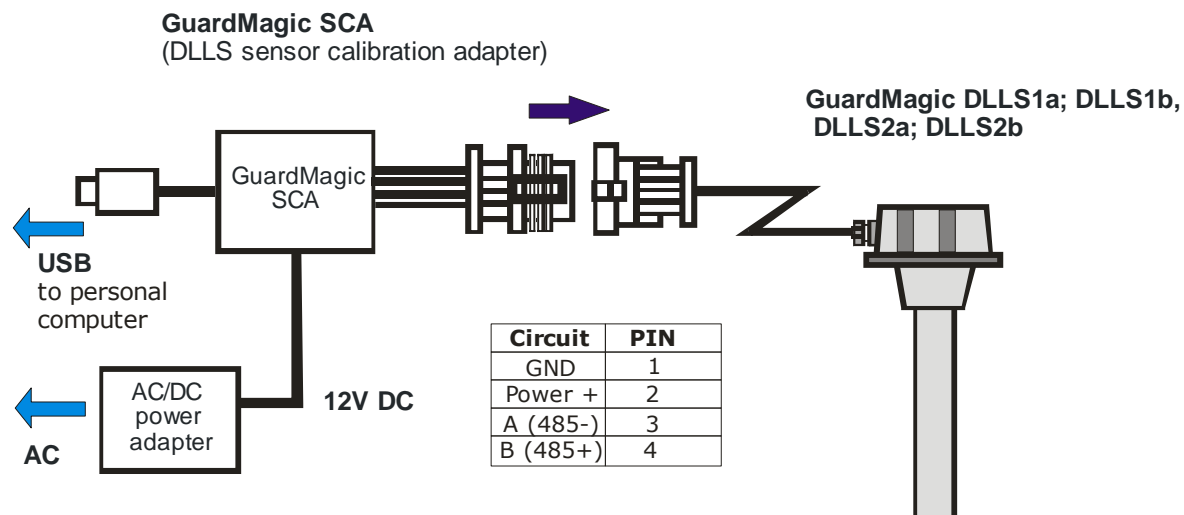 GuardMagic SCA
(DLLS sensor calibration adapter)
GuardMagic DLLS1a; DLLS1b,
DLLS2a; DLLS2b
GuardMagic
SCA
USB
to personal
computer
AC/DC
power
adapter
12V DC
AC
Circuit PIN
GND 1
Power + 2
A (485-) 3
B (485+) 4